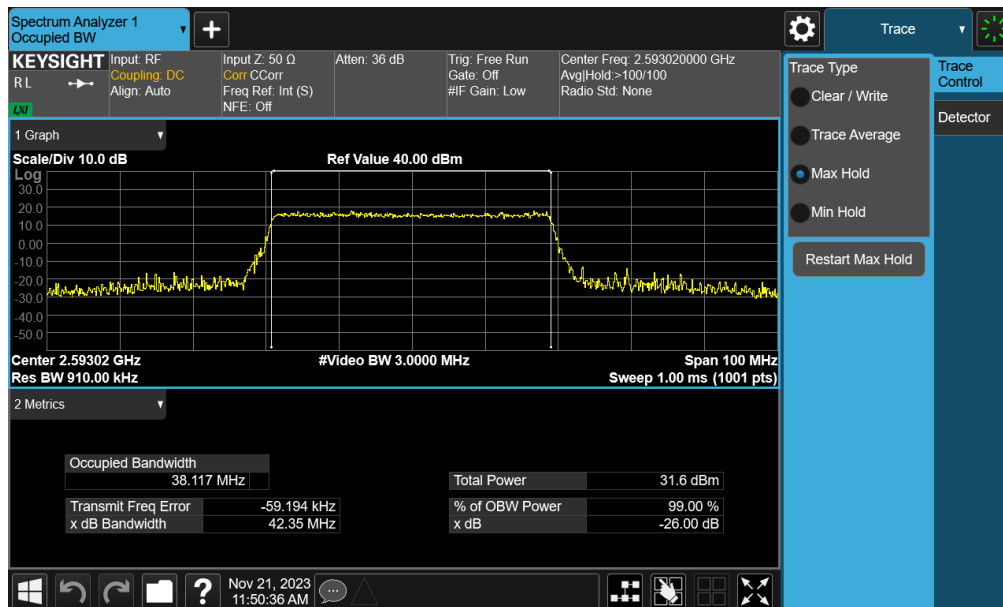 Spectrum Analyzer 1
Occupied BW
+
Trace
KEYSIGHT
R L
LXI
Input: RF
Coupling: DC
Align: Auto
Input Z: 50 Ω
Corr CCorr
Freq Ref: Int (S)
NFE: Off
Atten: 36 dB
Trig: Free Run
Gate: Off
#IF Gain: Low
Center Freq: 2.593020000 GHz
Avg|Hold:>100/100
Radio Std: None
Trace Type
Clear / Write
Trace Average
Max Hold
Min Hold
Restart Max Hold
Trace
Control
Detector
1 Graph
Scale/Div 10.0 dB
Ref Value 40.00 dBm
Log
30.0
20.0
10.0
0.00
-10.0
-20.0
-30.0
-40.0
-50.0
Center 2.59302 GHz
#Video BW 3.0000 MHz
Span 100 MHz
Res BW 910.00 kHz
Sweep 1.00 ms (1001 pts)
2 Metrics
Occupied Bandwidth
38.117 MHz
Transmit Freq Error -59.194 kHz
x dB Bandwidth 42.35 MHz
Total Power 31.6 dBm
% of OBW Power 99.00 %
x dB -26.00 dB
?
Nov 21, 2023
11:50:36 AM